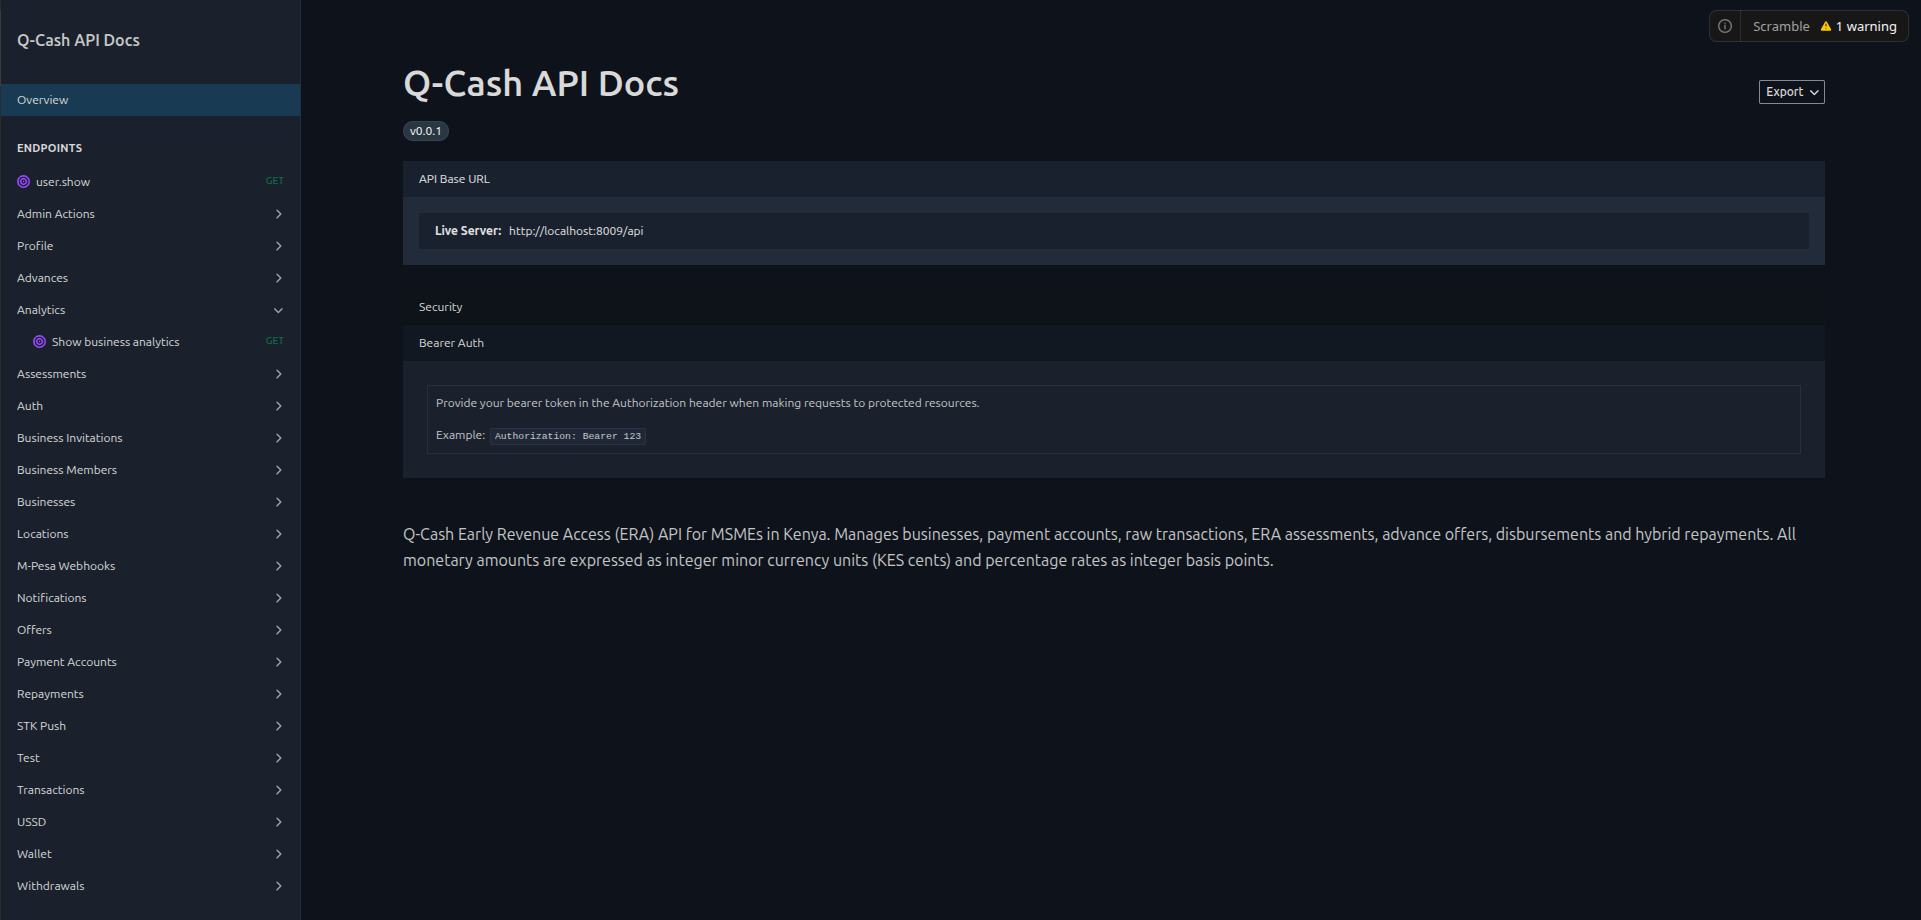 Q-Cash API Docs
Overview
ENDPOINTS
user.show GET
Admin Actions
Profile
Advances
Analytics
Show business analytics GET
Assessments
Auth
Business Invitations
Business Members
Businesses
Locations
M-Pesa Webhooks
Notifications
Offers
Payment Accounts
Repayments
STK Push
Test
Transactions
USSD
Wallet
Withdrawals
Scramble 1 warning
Q-Cash API Docs
Export
v0.0.1
API Base URL
Live Server: http://localhost:8009/api
Security
Bearer Auth
Provide your bearer token in the Authorization header when making requests to protected resources.
Example: Authorization: Bearer 123
Q-Cash Early Revenue Access (ERA) API for MSMEs in Kenya. Manages businesses, payment accounts, raw transactions, ERA assessments, advance offers, disbursements and hybrid repayments. All
monetary amounts are expressed as integer minor currency units (KES cents) and percentage rates as integer basis points.